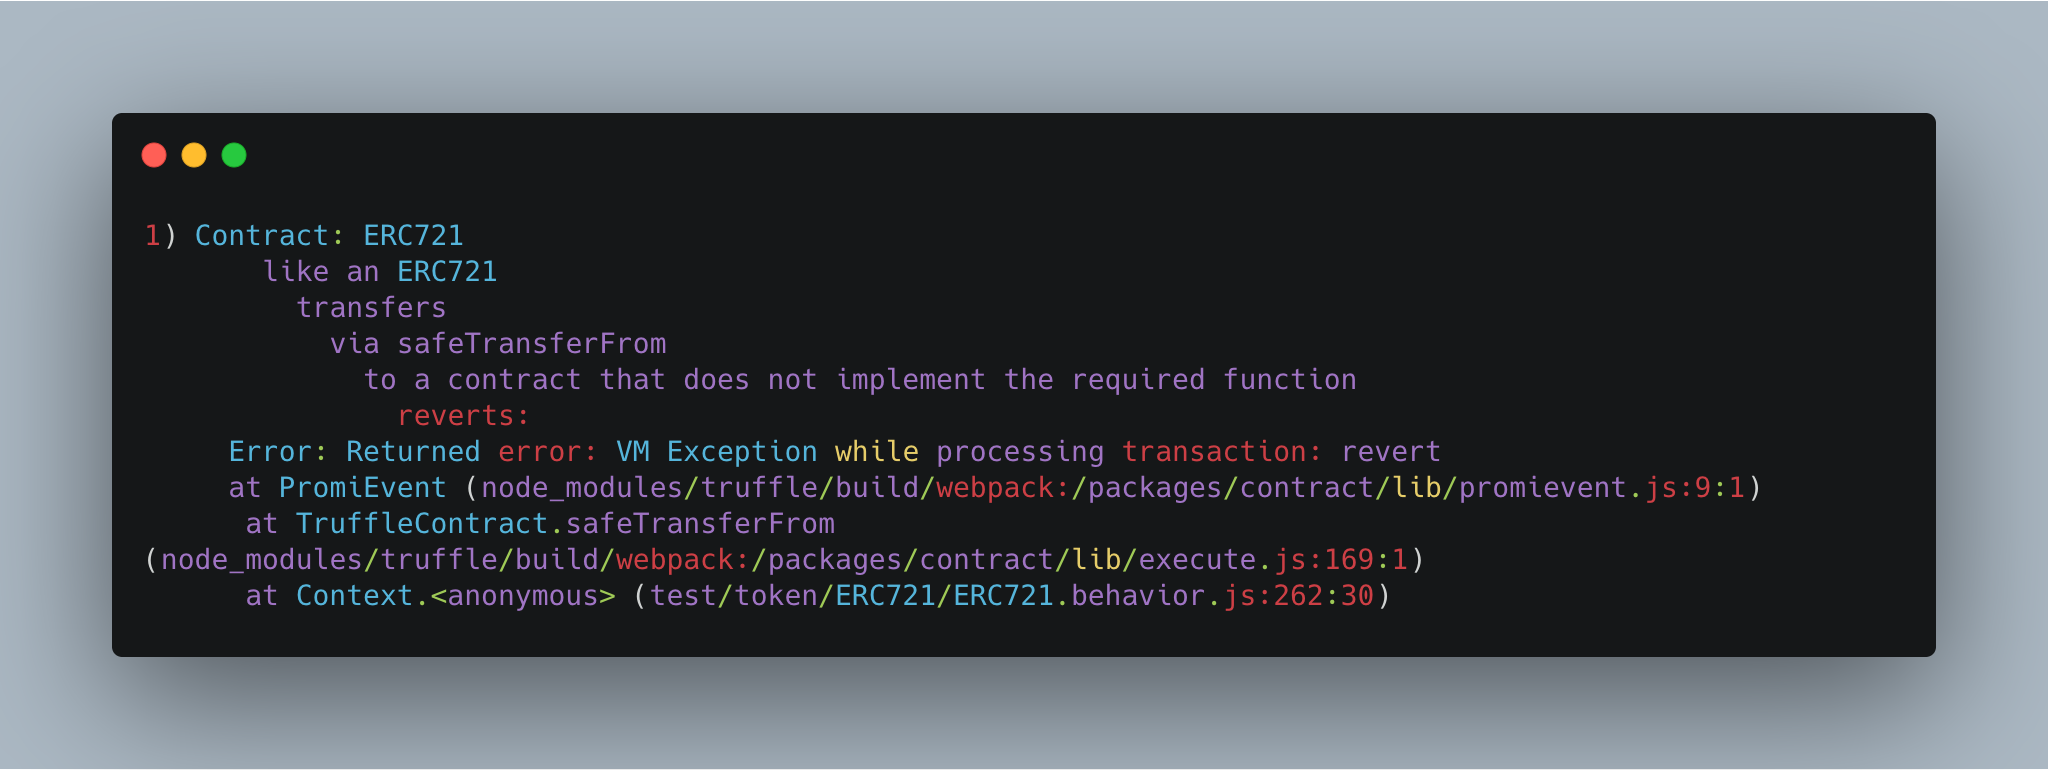 1) Contract: ERC721
like an ERC721
transfers
via safeTransferFrom
to a contract that does not implement the required function
reverts:
Error: Returned error: VM Exception while processing transaction: revert
at PromiEvent (node_modules/truffle/build/webpack:/packages/contract/lib/promievent.js:9:1)
at TruffleContract.safeTransferFrom
(node_modules/truffle/build/webpack:/packages/contract/lib/execute.js:169:1)
at Context.<anonymous> (test/token/ERC721/ERC721.behavior.js:262:30)